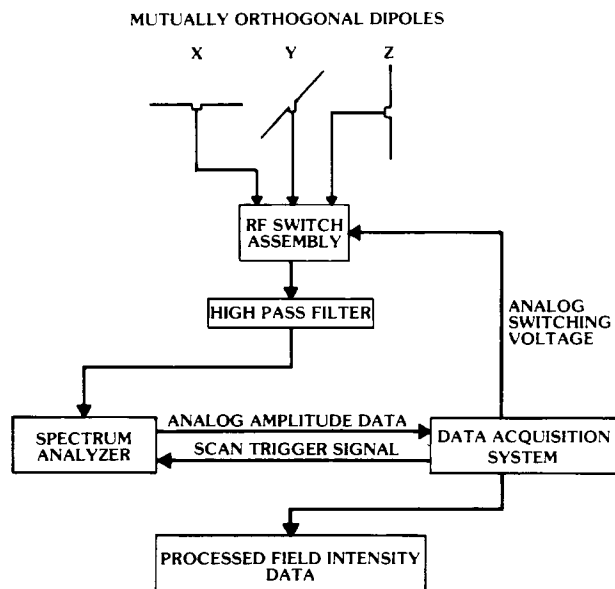 MUTUALLY ORTHOGONAL DIPOLES
X Y Z
RF SWITCH
ASSEMBLY
HIGH PASS FILTER
ANALOG
SWITCHING
VOLTAGE
SPECTRUM
ANALYZER
ANALOG AMPLITUDE DATA
SCAN TRIGGER SIGNAL
DATA ACQUISITION
SYSTEM
PROCESSED FIELD INTENSITY
DATA